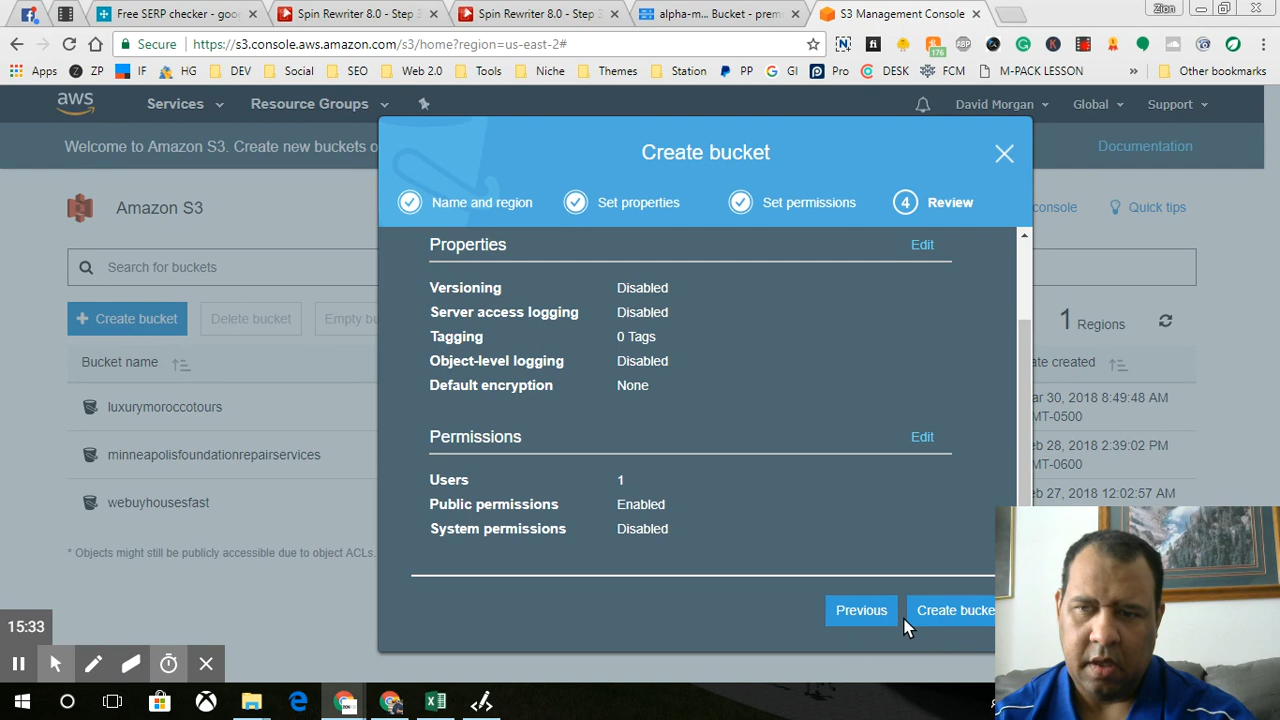 Free SERP checker - goo
Spin Rewriter 8.0 - Step 3
Spin Rewriter 8.0 - Step 3
alpha-m... Bucket - prem
S3 Management Console
Zion
Secure
https://s3.console.aws.amazon.com/s3/home?region=us-east-2#
176
ABP
Apps ZP IF HG DEV Social SEO Web 2.0 Tools Niche Themes Station PP GI Pro DESK FCM M-PACK LESSON » Other bookmarks
aws Services Resource Groups David Morgan Global Support
Welcome to Amazon S3. Create new buckets o
Documentation
Create bucket
Name and region Set properties Set permissions 4 Review
Amazon S3
console Quick tips
Search for buckets
+ Create bucket Delete bucket Empty bu
1 Regions
Bucket name
ate created
luxurymoroccotours
ar 30, 2018 8:49:48 AM
MT-0500
minneapolisfoundationrepairservices
eb 28, 2018 2:39:02 PM
MT-0600
webuyhousesfast
eb 27, 2018 12:02:57 AM
* Objects might still be publicly accessible due to object ACLs.
Properties Edit
Versioning Disabled
Server access logging Disabled
Tagging 0 Tags
Object-level logging Disabled
Default encryption None
Permissions Edit
Users 1
Public permissions Enabled
System permissions Disabled
Previous Create bucke
15:33